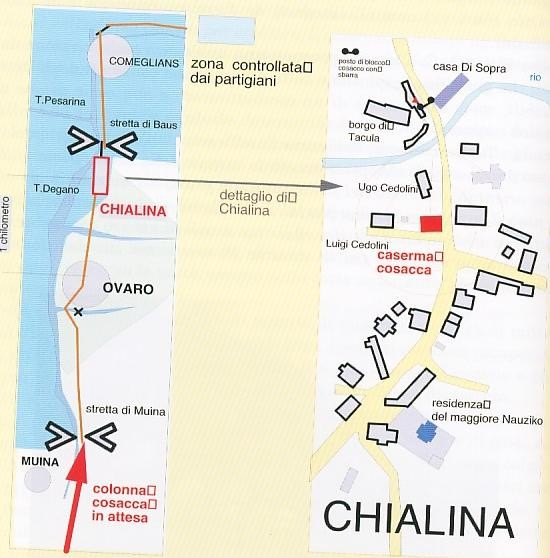 COMEGLIANS
zona controllata□
dai partigiani
T.Pesarina
stretta di Baus
T.Degano
CHIALINA
dettaglio di□
Chialina
1 chilometro
OVARO
stretta di Muina
MUINA
colonna□
cosacca□
in attesa
posto di blocco□
cosacco con□
sbarra
casa Di Sopra
rio
borgo di□
Tacula
Ugo Cedolini
Luigi Cedolini
caserma□
cosacca
residenza□
del maggiore Nauziko
CHIALINA